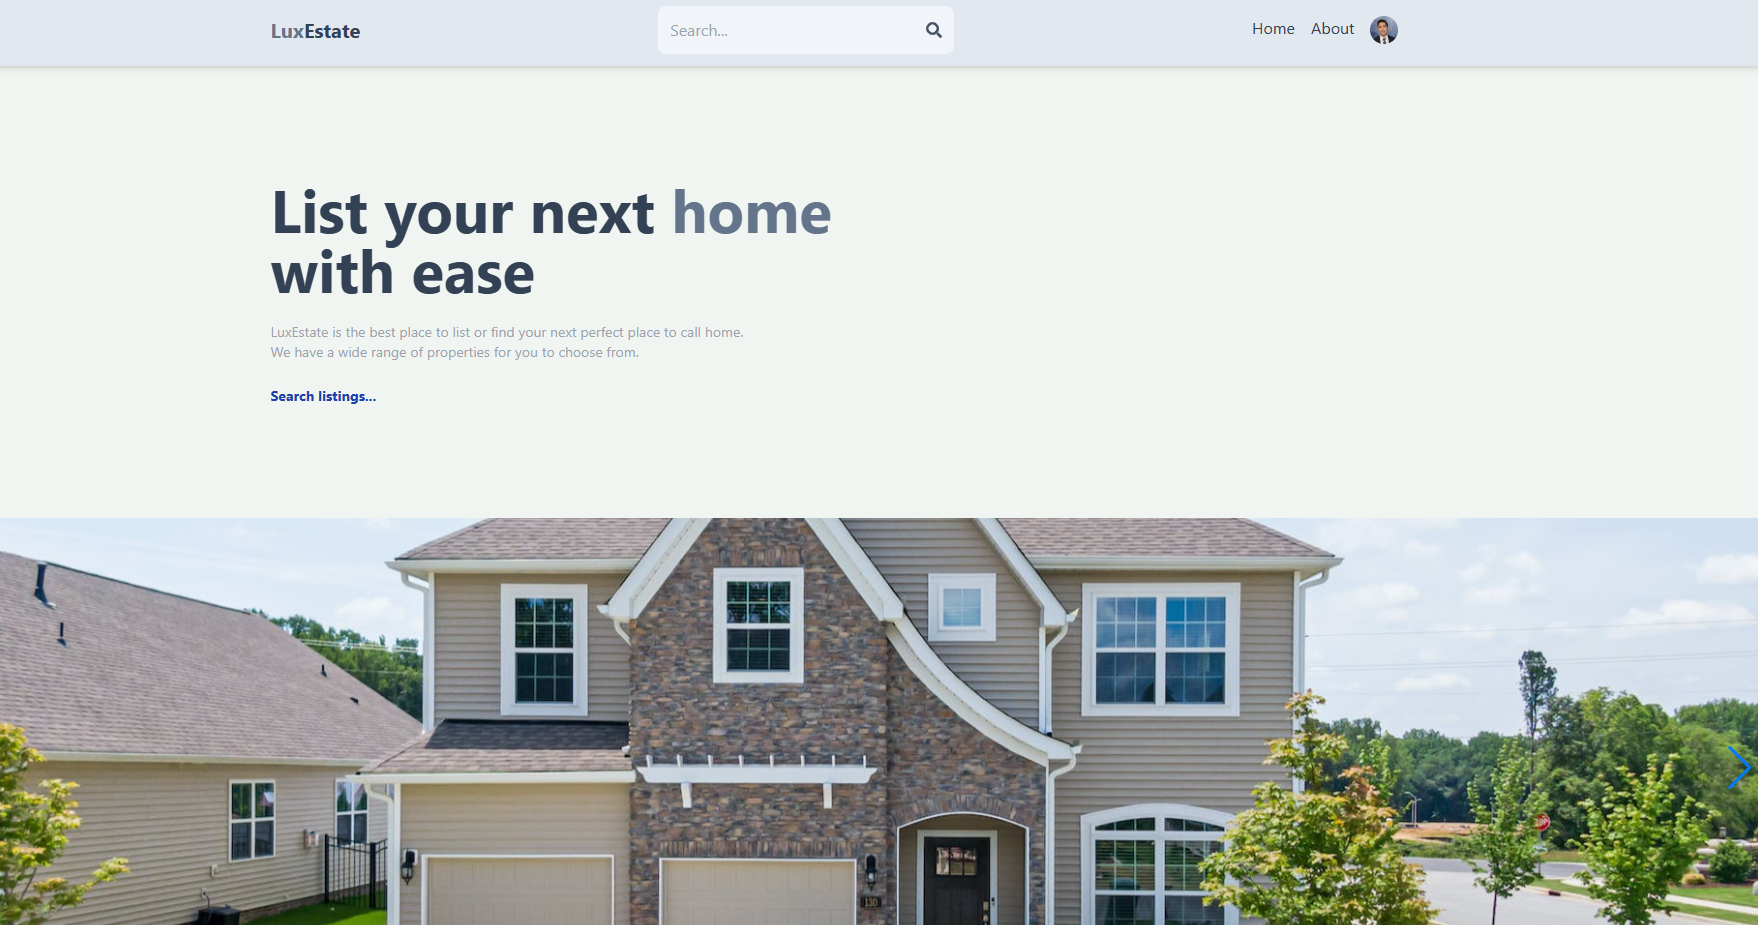 LuxEstate
Search...
Home
About
List your next home
with ease
LuxEstate is the best place to list or find your next perfect place to call home.
We have a wide range of properties for you to choose from.
Search listings...
130